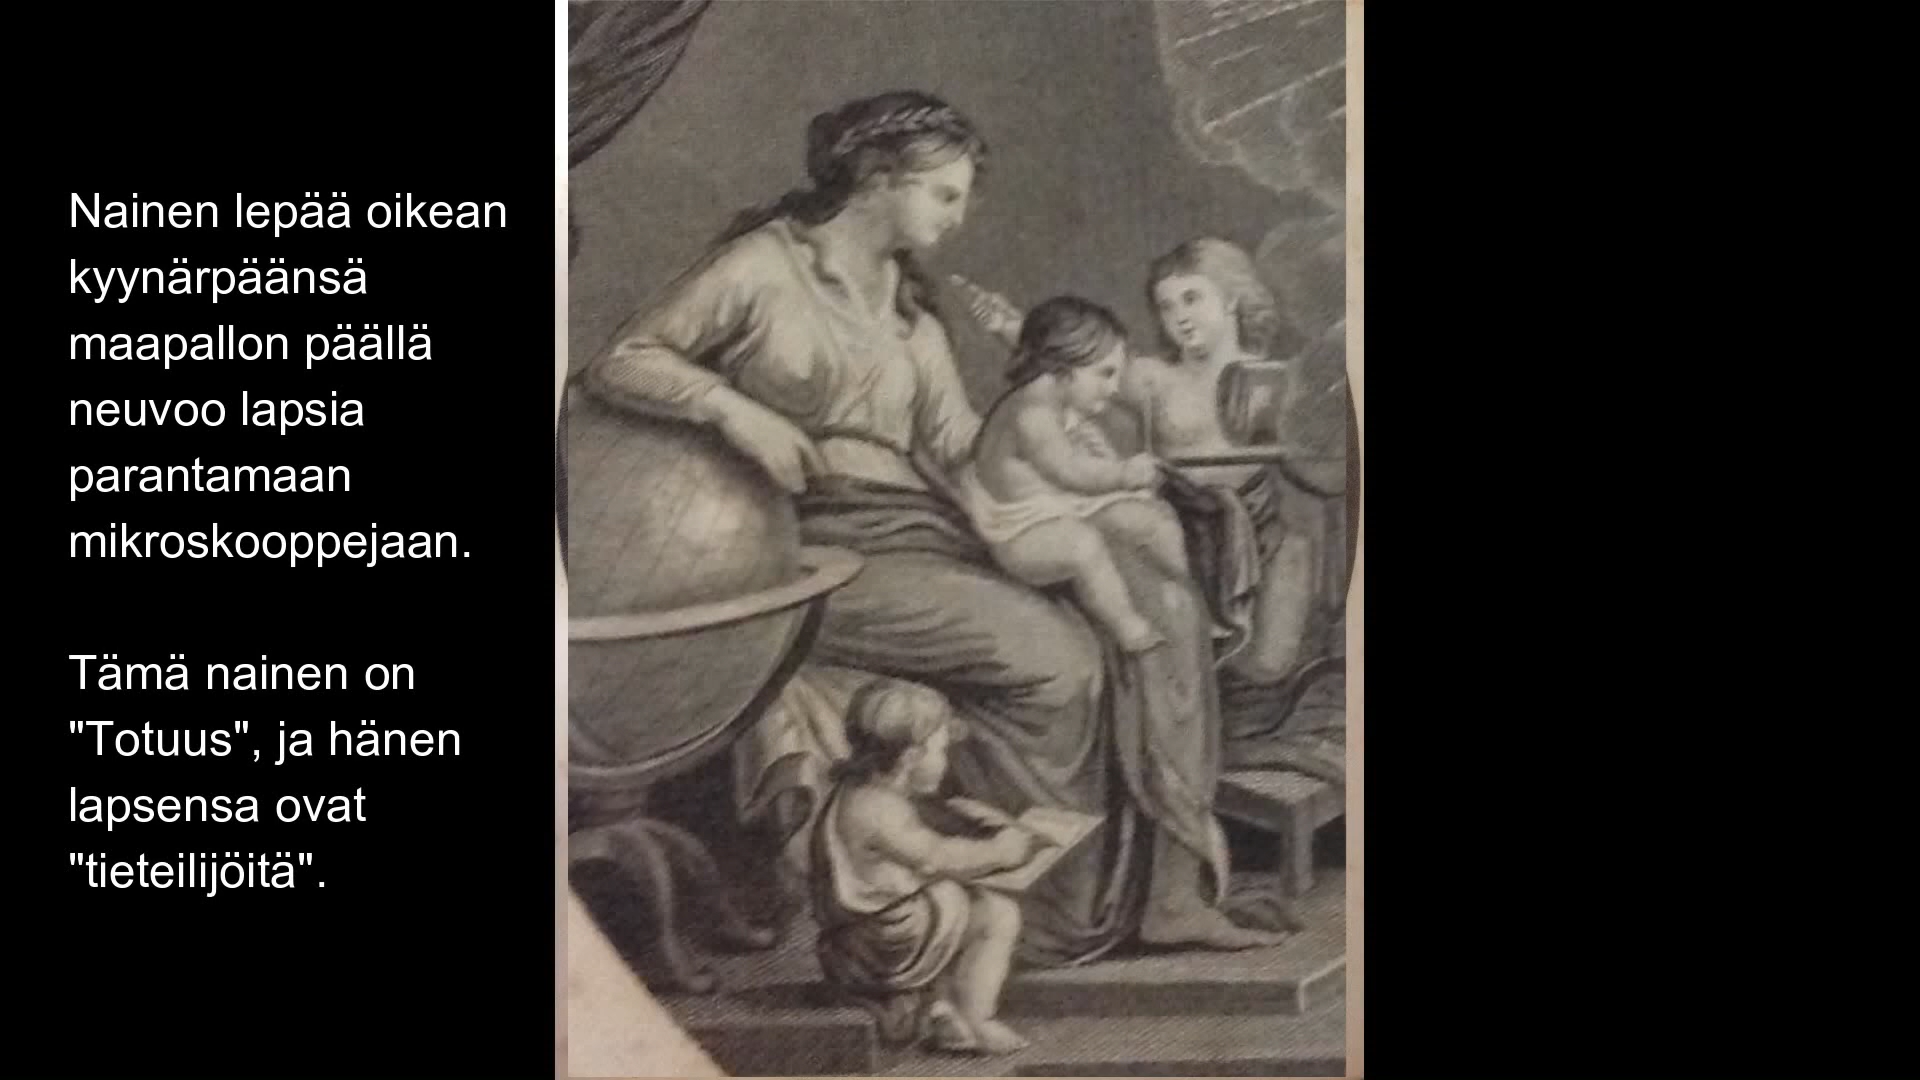 Nainen lepää oikean
kyynärpäänsä
maapallon päällä
neuvoo lapsia
parantamaan
mikroskooppejaan.
Tämä nainen on
"Totuus", ja hänen
lapsensa ovat
"tieteilijöitä".